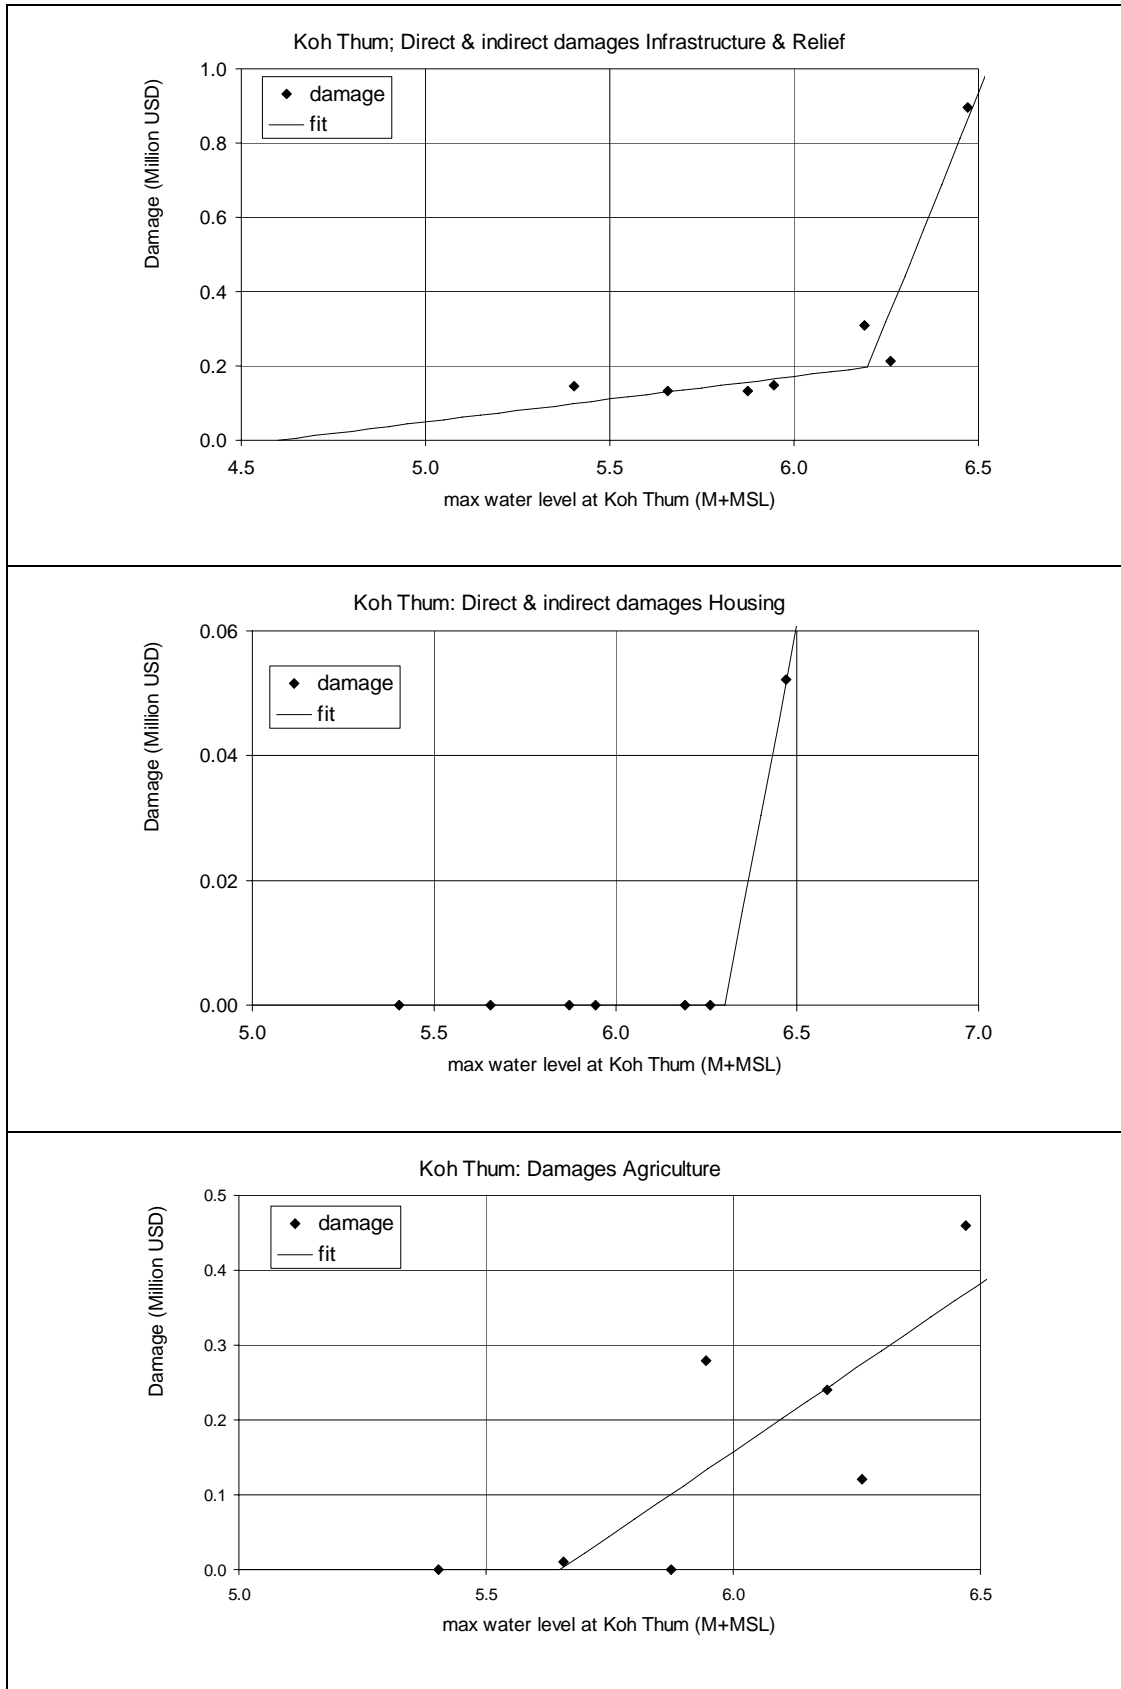 Koh Thum; Direct & indirect damages Infrastructure & Relief
Damage (Million USD)
1.0
0.8
0.6
0.4
0.2
0.0
damage
fit
4.5 5.0 5.5 6.0 6.5
max water level at Koh Thum (M+MSL)
Koh Thum: Direct & indirect damages Housing
Damage (Million USD)
0.06
0.04
0.02
0.00
damage
fit
5.0 5.5 6.0 6.5 7.0
max water level at Koh Thum (M+MSL)
Koh Thum: Damages Agriculture
Damage (Million USD)
0.5
0.4
0.3
0.2
0.1
0.0
damage
fit
5.0 5.5 6.0 6.5
max water level at Koh Thum (M+MSL)